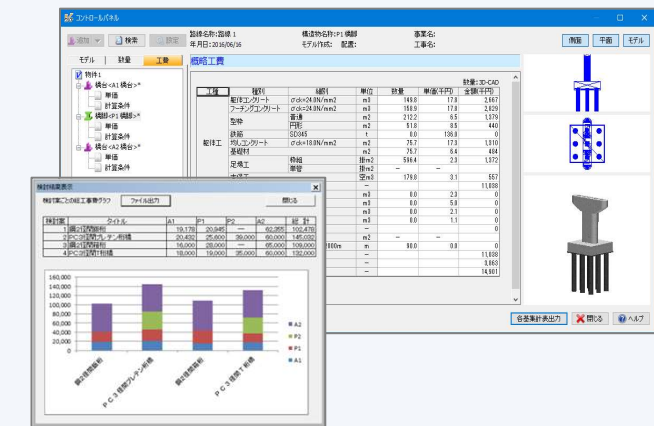 コントロールパネル
追加 検索 設定
路線名称:路線 1 構造物名称:P1 橋脚 事業名:
年月日:2016/06/16 モデル作成: 配置: 工事名:
側面 平面 モデル
モデル 数量 工費
概略工費
物件1
橋台<A1 橋台>*
単価
計算条件
橋脚<P1 橋脚>*
単価
計算条件
橋台<A2 橋台>*
単価
計算条件
数量:3D-CAD
工種 種別 細別 単位 数量 単価(千円) 金額(千円)
躯体工
躯体コンクリート σck=24.0N/mm2 m3 149.8 17.8 2,667
フーチングコンクリート σck=24.0N/mm2 m3 158.9 17.8 2,829
型枠 普通 m2 212.2 6.5 1,379
円形 m2 51.8 8.5 440
鉄筋 SD345 t 0.0 136.8 0
均しコンクリート σck=18.0N/mm2 m2 75.7 17.3 1,310
基礎材 m2 75.7 6.4 484
足場工 枠組 掛m2 596.4 2.3 1,372
単管 掛m2 - -
空m3 179.8 3.1 557
- 11,038
m3 0.0 2.3 0
m3 0.0 5.0 0
m3 0.0 2.1 0
m3 0.0 1.1 0
- 0
m2 - -
m 90.0 0.0 0
- 11,038
- 3,863
- 14,901
検討結果表示
検討案ごとの総工事費グラフ ファイル出力 閉じる
検討案 タイトル A1 P1 P2 A2 総 計
1 鋼2径間鈑桁 19,178 20,945 — 62,355 102,478
2 PC3径間プレテン桁橋 20,432 25,600 39,000 60,000 145,032
3 鋼2径間箱桁 16,000 28,000 — 65,000 109,000
4 PC3径間T桁橋 18,000 19,000 35,000 60,000 132,000
160,000
140,000
120,000
100,000
80,000
60,000
40,000
20,000
0
A2
P2
P1
A1
鋼2径間鈑桁
PC3径間プレテン桁橋
鋼2径間箱桁
PC3径間T桁橋
各基集計表出力 閉じる ヘルプ